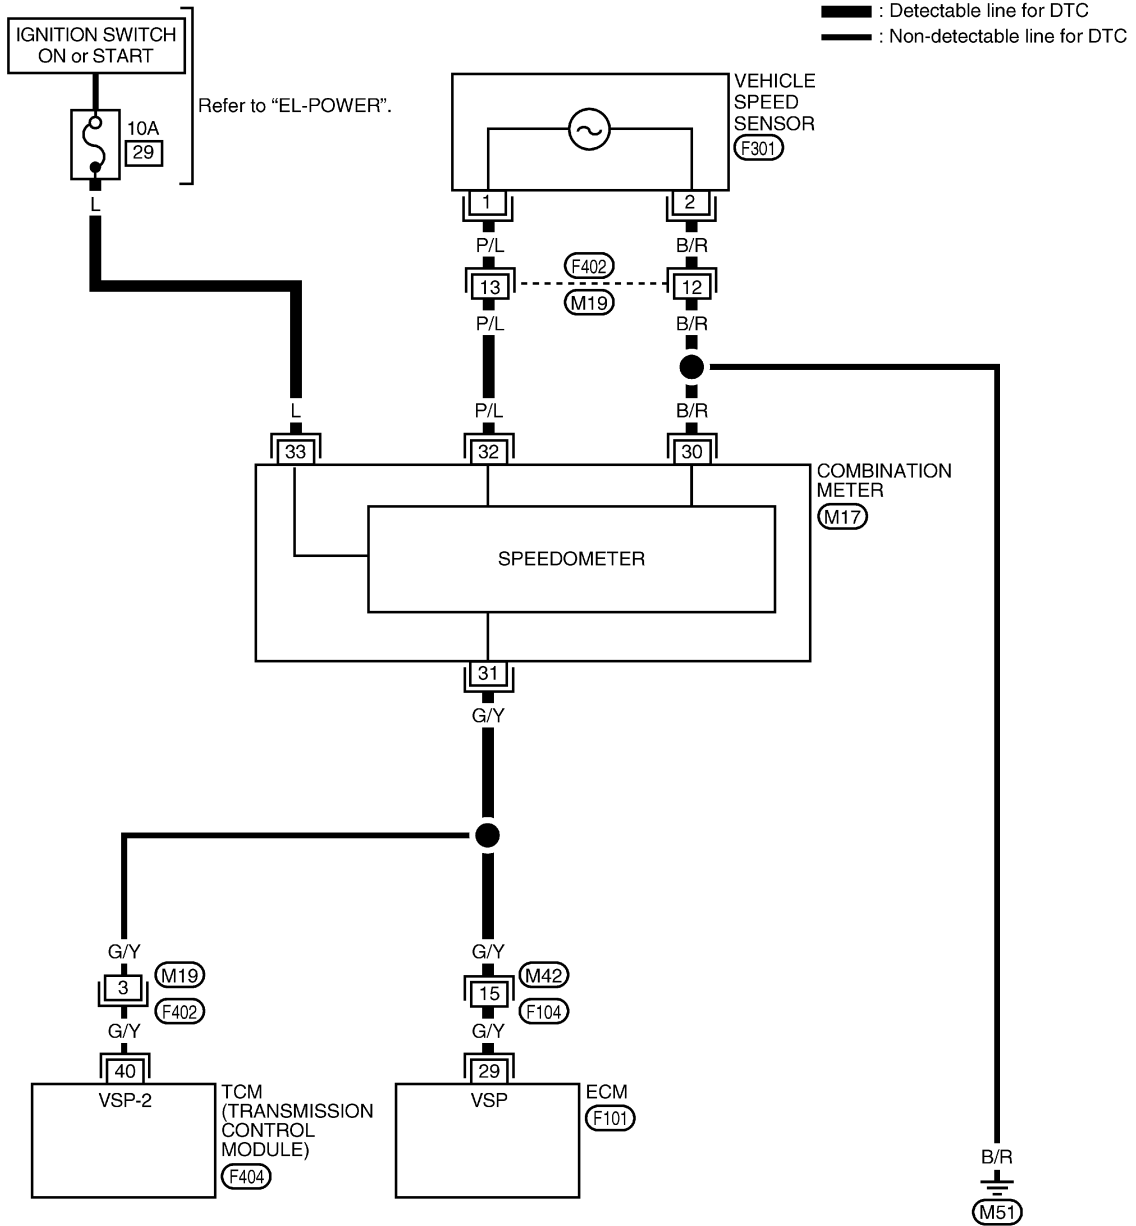 : Detectable line for DTC
: Non-detectable line for DTC
IGNITION SWITCH
ON or START
Refer to “EL-POWER”.
10A
29
L
VEHICLE
SPEED
SENSOR
F301
1
2
P/L
B/R
F402
13
12
M19
P/L
B/R
L
P/L
B/R
33
32
30
COMBINATION
METER
M17
SPEEDOMETER
31
G/Y
G/Y
G/Y
M19
M42
3
15
F402
F104
G/Y
G/Y
40
29
VSP-2
VSP
TCM
(TRANSMISSION
CONTROL
MODULE)
F404
ECM
F101
B/R
M51